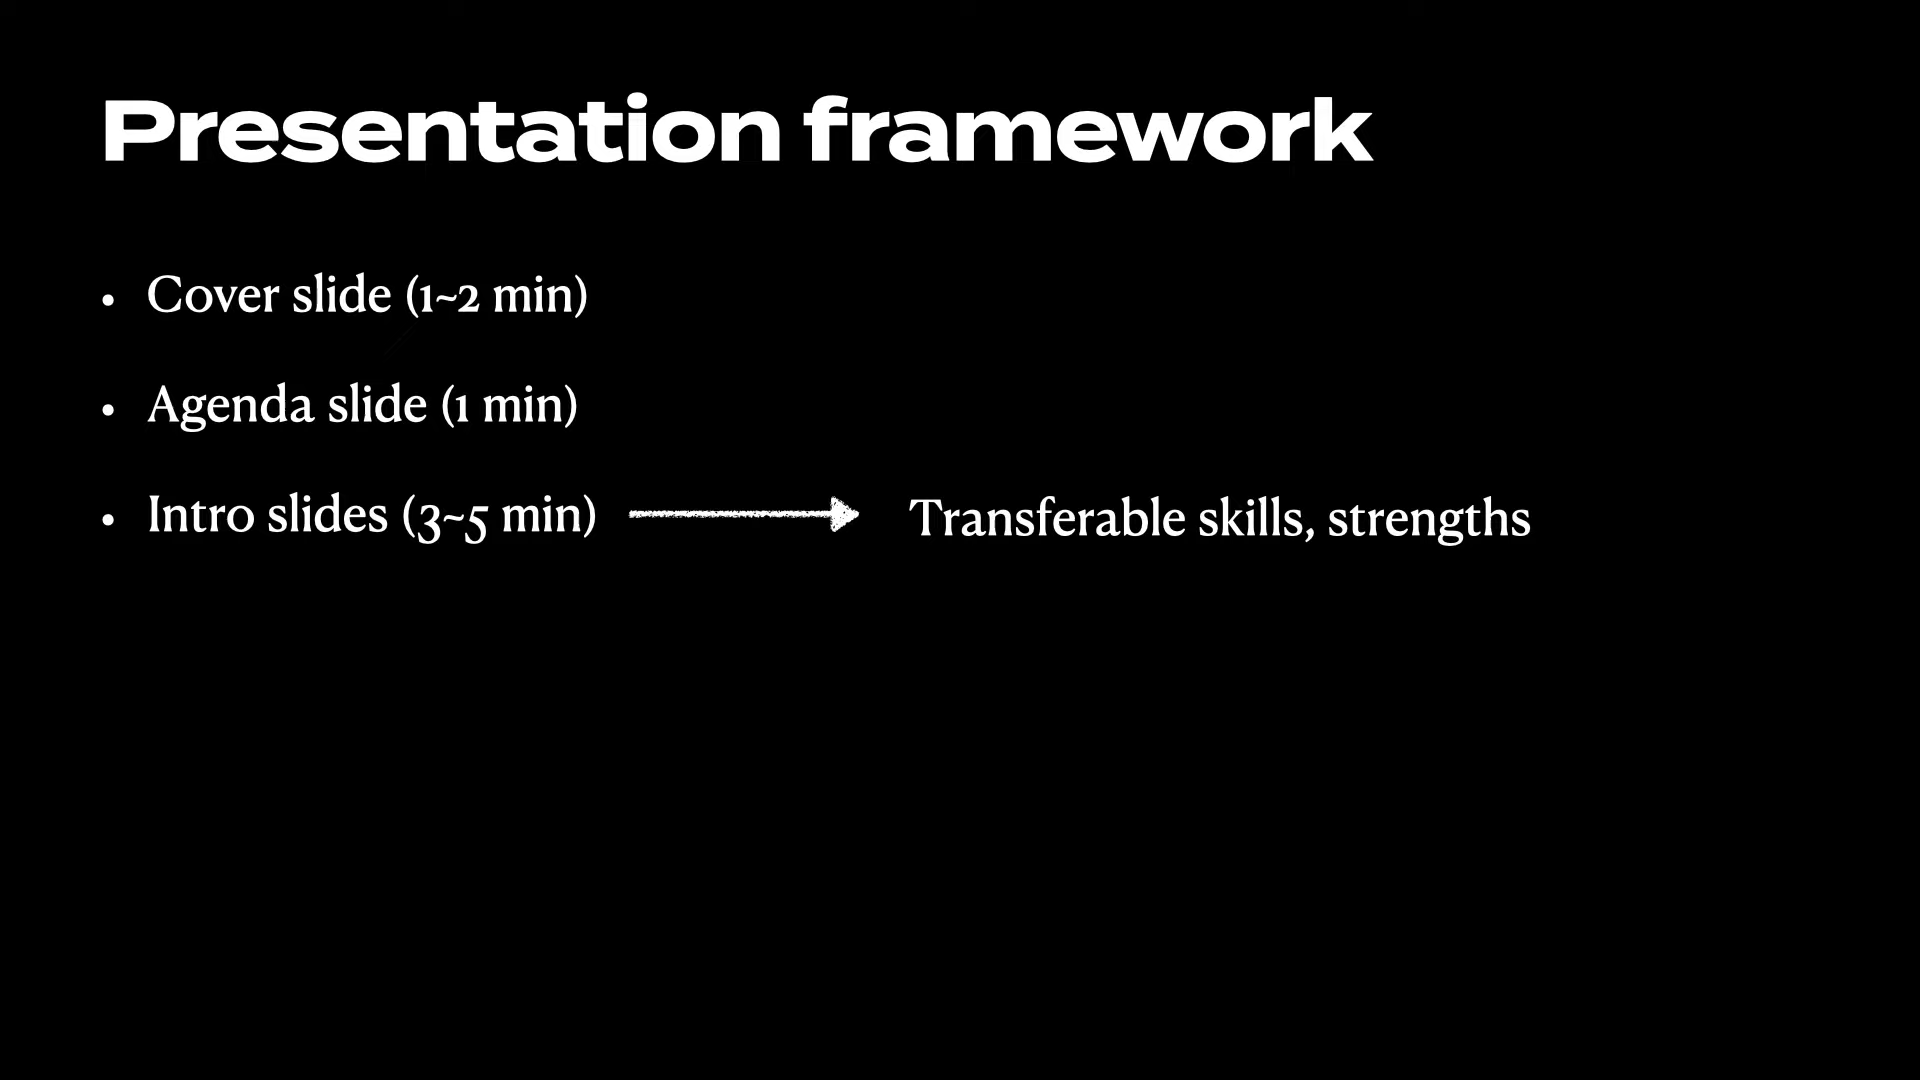 Presentation framework
• Cover slide (1~2 min)
• Agenda slide (1 min)
• Intro slides (3~5 min)
Transferable skills, strengths